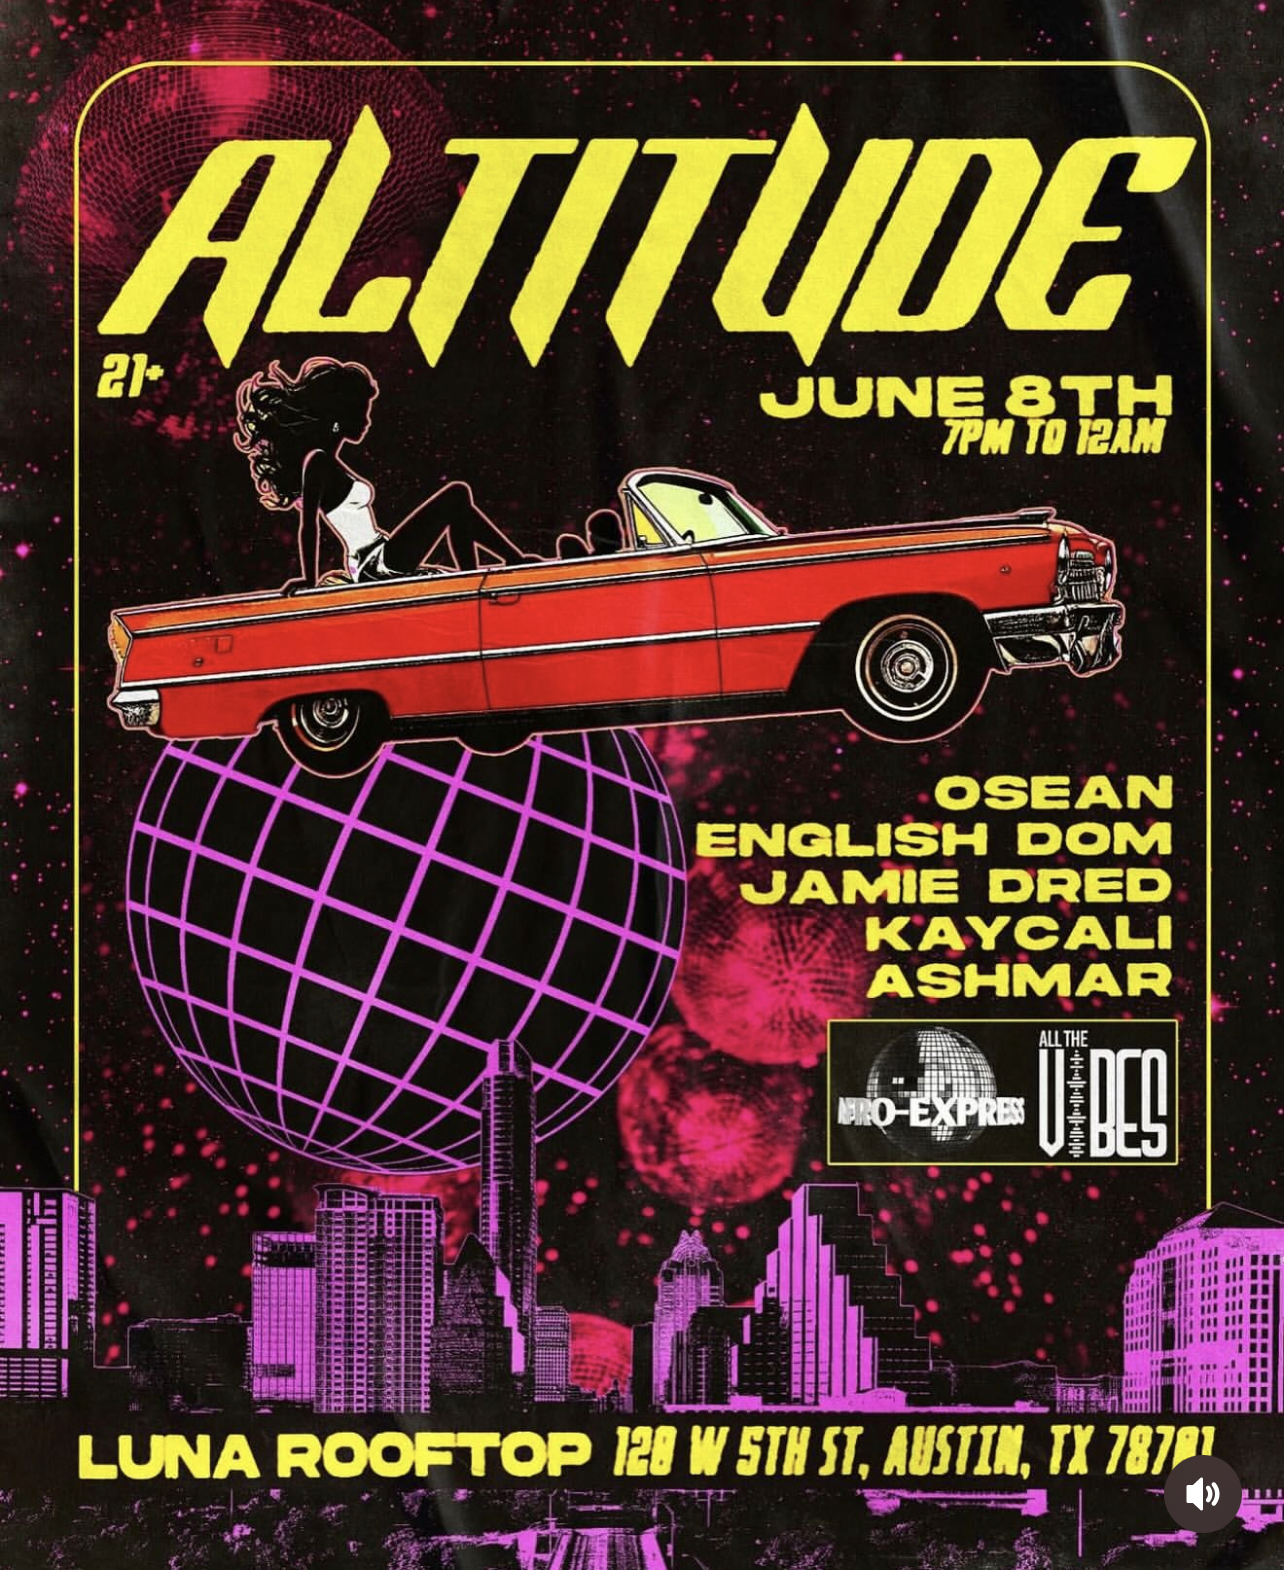 ALTITUDE
21+
JUNE 8TH
7PM TO 12AM
OSEAN
ENGLISH DOM
JAMIE DRED
KAYCALI
ASHMAR
AFRO-EXPRESS
ALL THE
VIBES
LUNA ROOFTOP 128 W 5TH ST, AUSTIN, TX 78701